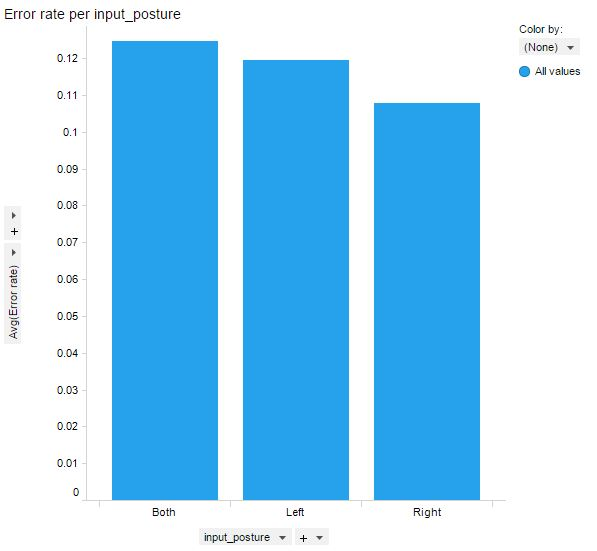 Error rate per input_posture
Color by:
(None)
All values
0.12
0.11
0.1
0.09
0.08
0.07
0.06
0.05
0.04
0.03
0.02
0.01
0
+
Avg(Error rate)
Both Left Right
input_posture +